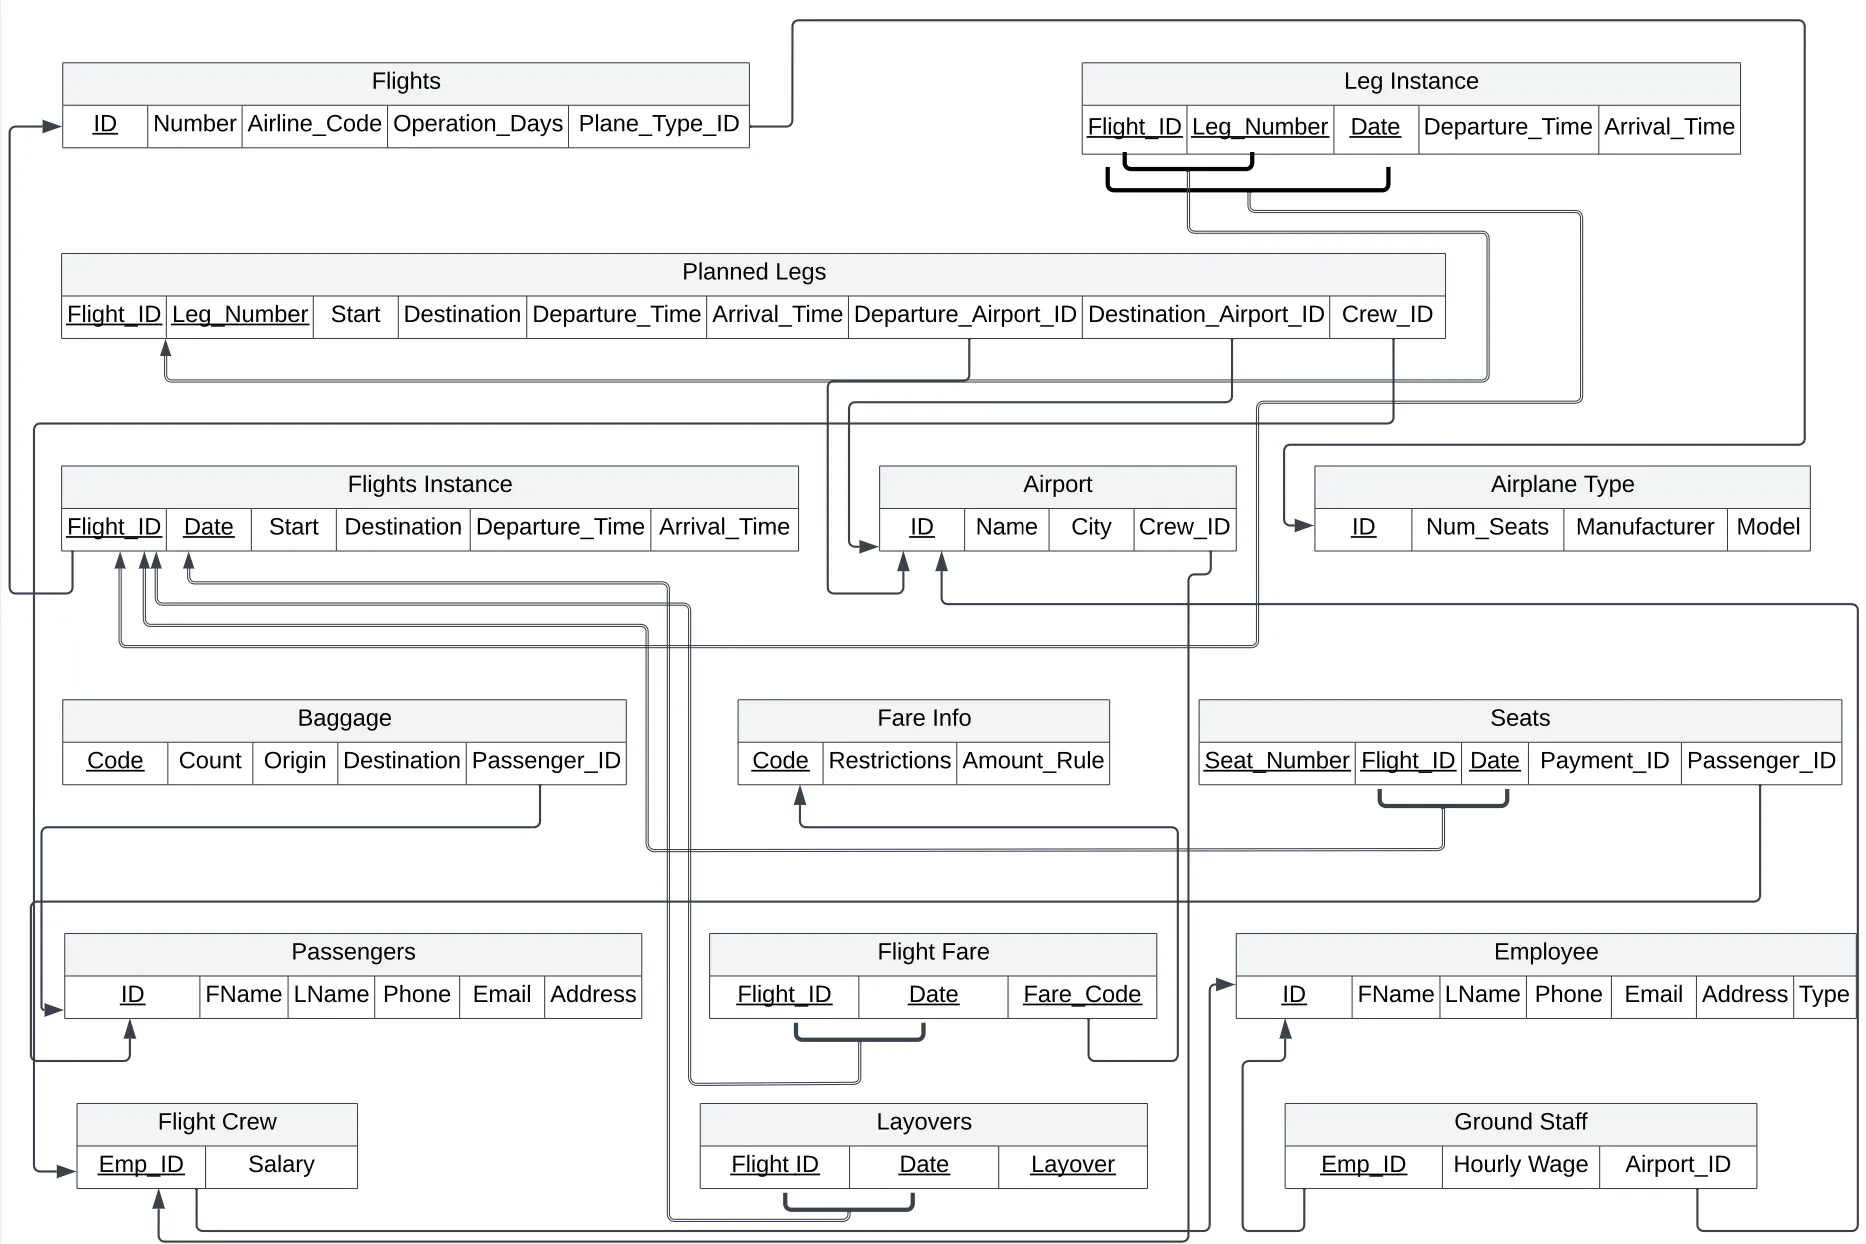 Flights
ID Number Airline_Code Operation_Days Plane_Type_ID
Leg Instance
Flight_ID Leg_Number Date Departure_Time Arrival_Time
Planned Legs
Flight_ID Leg_Number Start Destination Departure_Time Arrival_Time Departure_Airport_ID Destination_Airport_ID Crew_ID
Flights Instance
Flight_ID Date Start Destination Departure_Time Arrival_Time
Airport
ID Name City Crew_ID
Airplane Type
ID Num_Seats Manufacturer Model
Baggage
Code Count Origin Destination Passenger_ID
Fare Info
Code Restrictions Amount_Rule
Seats
Seat_Number Flight_ID Date Payment_ID Passenger_ID
Passengers
ID FName LName Phone Email Address
Flight Fare
Flight_ID Date Fare_Code
Employee
ID FName LName Phone Email Address Type
Flight Crew
Emp_ID Salary
Layovers
Flight ID Date Layover
Ground Staff
Emp_ID Hourly Wage Airport_ID